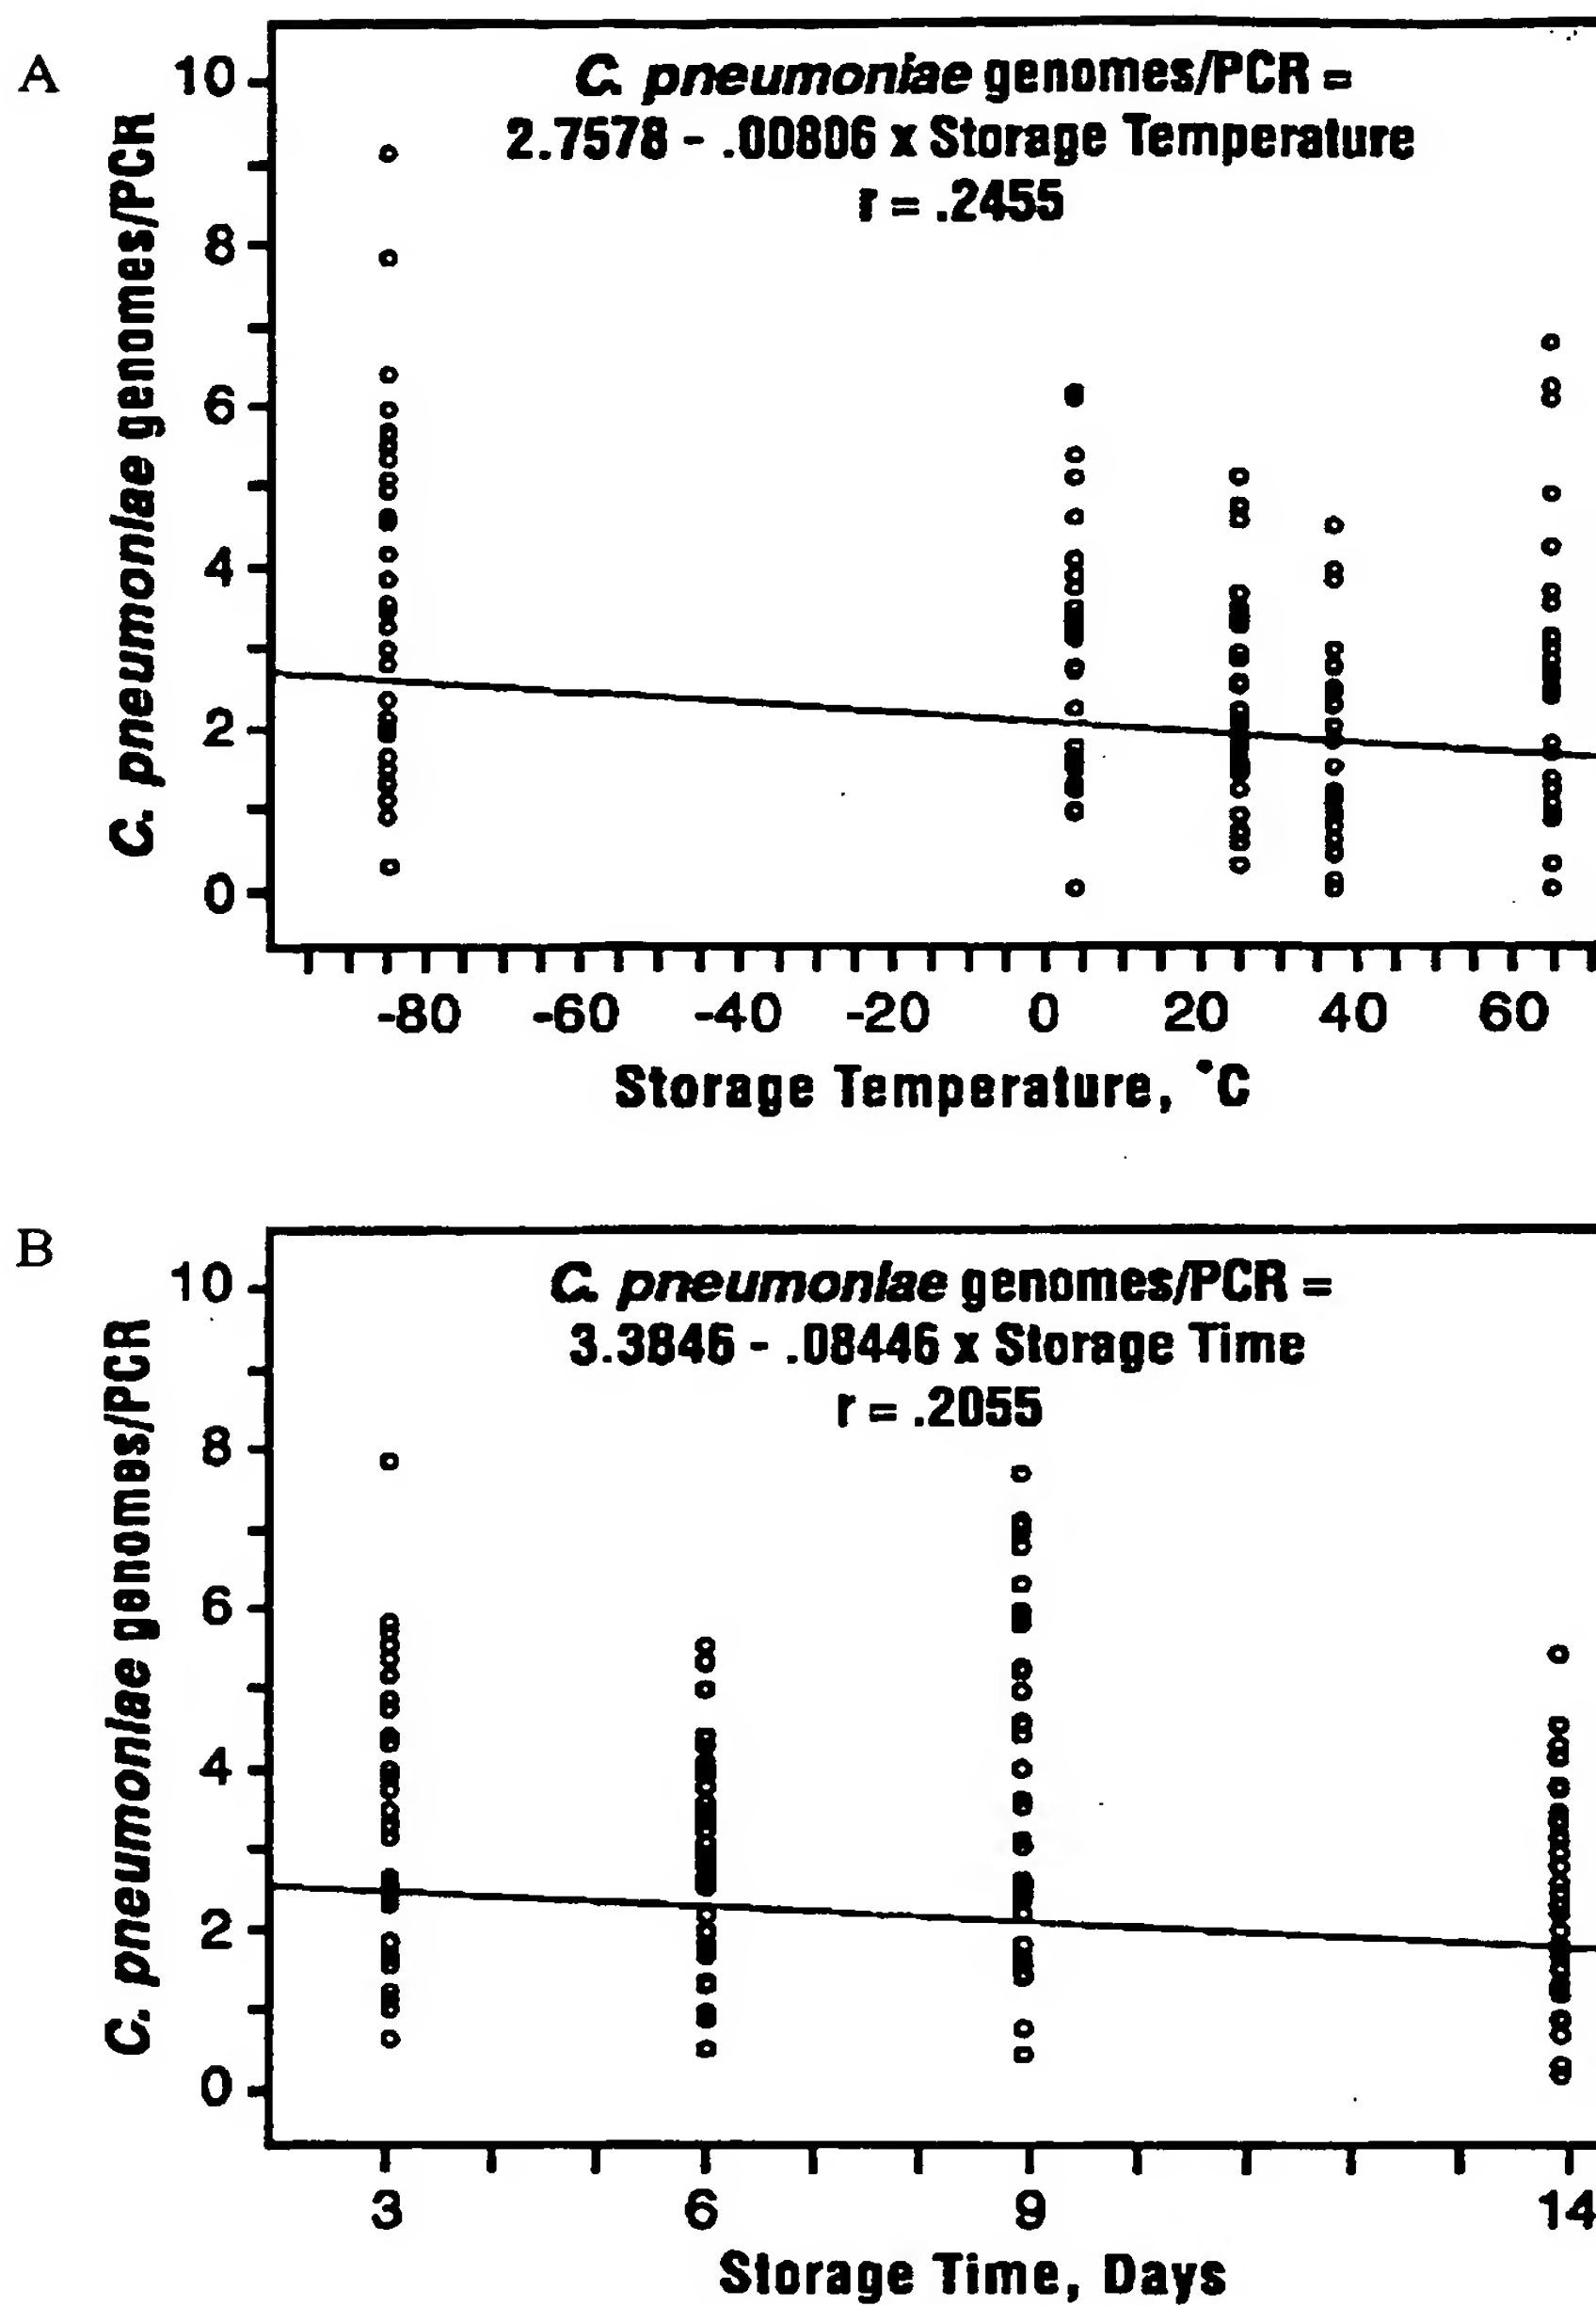 A
C. pneumoniae genomes/PCR =
2.7578 - .00806 x Storage Temperature
r = .2455
C. pneumoniae genomes/PCR
10
8
6
4
2
0
-80 -60 -40 -20 0 20 40 60
Storage Temperature, °C
B
C. pneumoniae genomes/PCR =
3.3846 - .08446 x Storage Time
r = .2055
C. pneumoniae genomes/PCR
10
8
6
4
2
0
3 6 9 14
Storage Time, Days